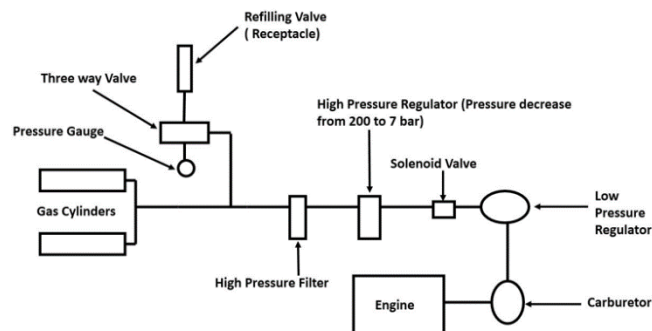 Refilling Valve
( Receptacle)
Three way Valve
High Pressure Regulator (Pressure decrease
from 200 to 7 bar)
Pressure Gauge
Solenoid Valve
Gas Cylinders
Low
Pressure
Regulator
High Pressure Filter
Engine
Carburetor